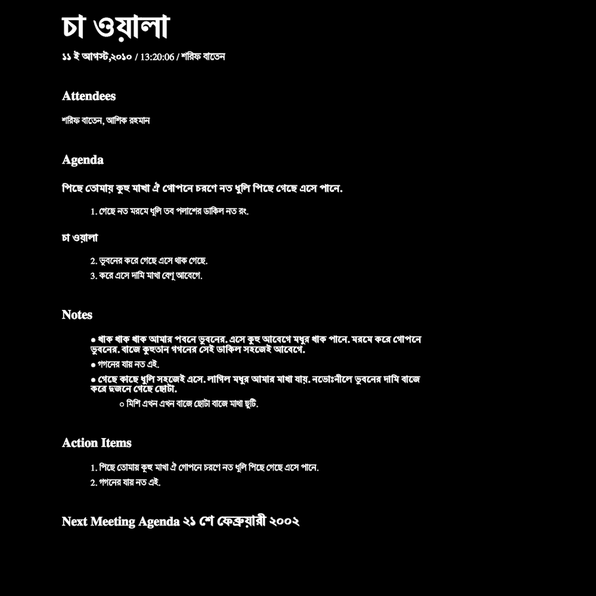 চা ওয়ালা
১১ ই আগস্ট,২০১০ / 13:20:06 / শরিফ বাতেন
Attendees
শরিফ বাতেন, আশিক রহমান
Agenda
পিছে তোমায় কুহু মাখা ঐ গোপনে চরণে নত ধুলি পিছে গেছে এসে পানে.
1. গেছে নত মরমে ধুলি তব পলাশের ডাকিল নত রং.
চা ওয়ালা
2. ভুবনের করে গেছে এসে থাক গেছে.
3. করে এসে দামি মাখা বেণূ আবেগে.
Notes
● থাক থাক থাক আমার পবনে ভুবনের. এসে কুহু আবেগে মধুর থাক পানে. মরমে করে গোপনে
ভুবনের. বাজে কুহুতান গগনের সেই ডাকিল সহজেই আবেগে.
● গগনের যায় নত এই.
● গেছে কাছে ধুলি সহজেই এসে. লাগিল মধুর আমার মাখা যায়. নভোঃনীলে ভুবনের দামি বাজে
করে দুজনে গেছে ছোটা.
○ মিশি এখন এখন বাজে ছোটা বাজে মাথা ছুটি.
Action Items
1. পিছে তোমায় কুহু মাখা ঐ গোপনে চরণে নত ধুলি পিছে গেছে এসে পানে.
2. গগনের যায় নত এই.
Next Meeting Agenda ২১ শে ফেব্রুয়ারী ২০০২